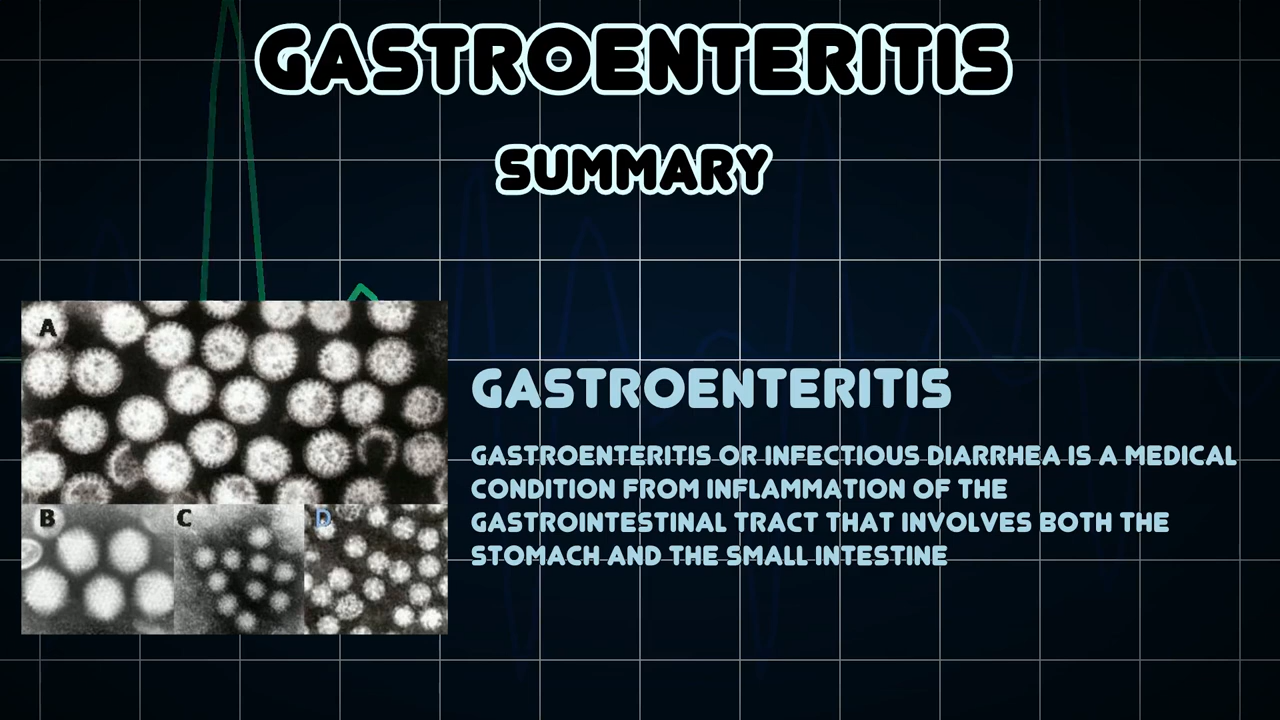 GASTROENTERITIS
SUMMARY
A
B
C
D
GASTROENTERITIS
GASTROENTERITIS OR INFECTIOUS DIARRHEA IS A MEDICAL
CONDITION FROM INFLAMMATION OF THE
GASTROINTESTINAL TRACT THAT INVOLVES BOTH THE
STOMACH AND THE SMALL INTESTINE